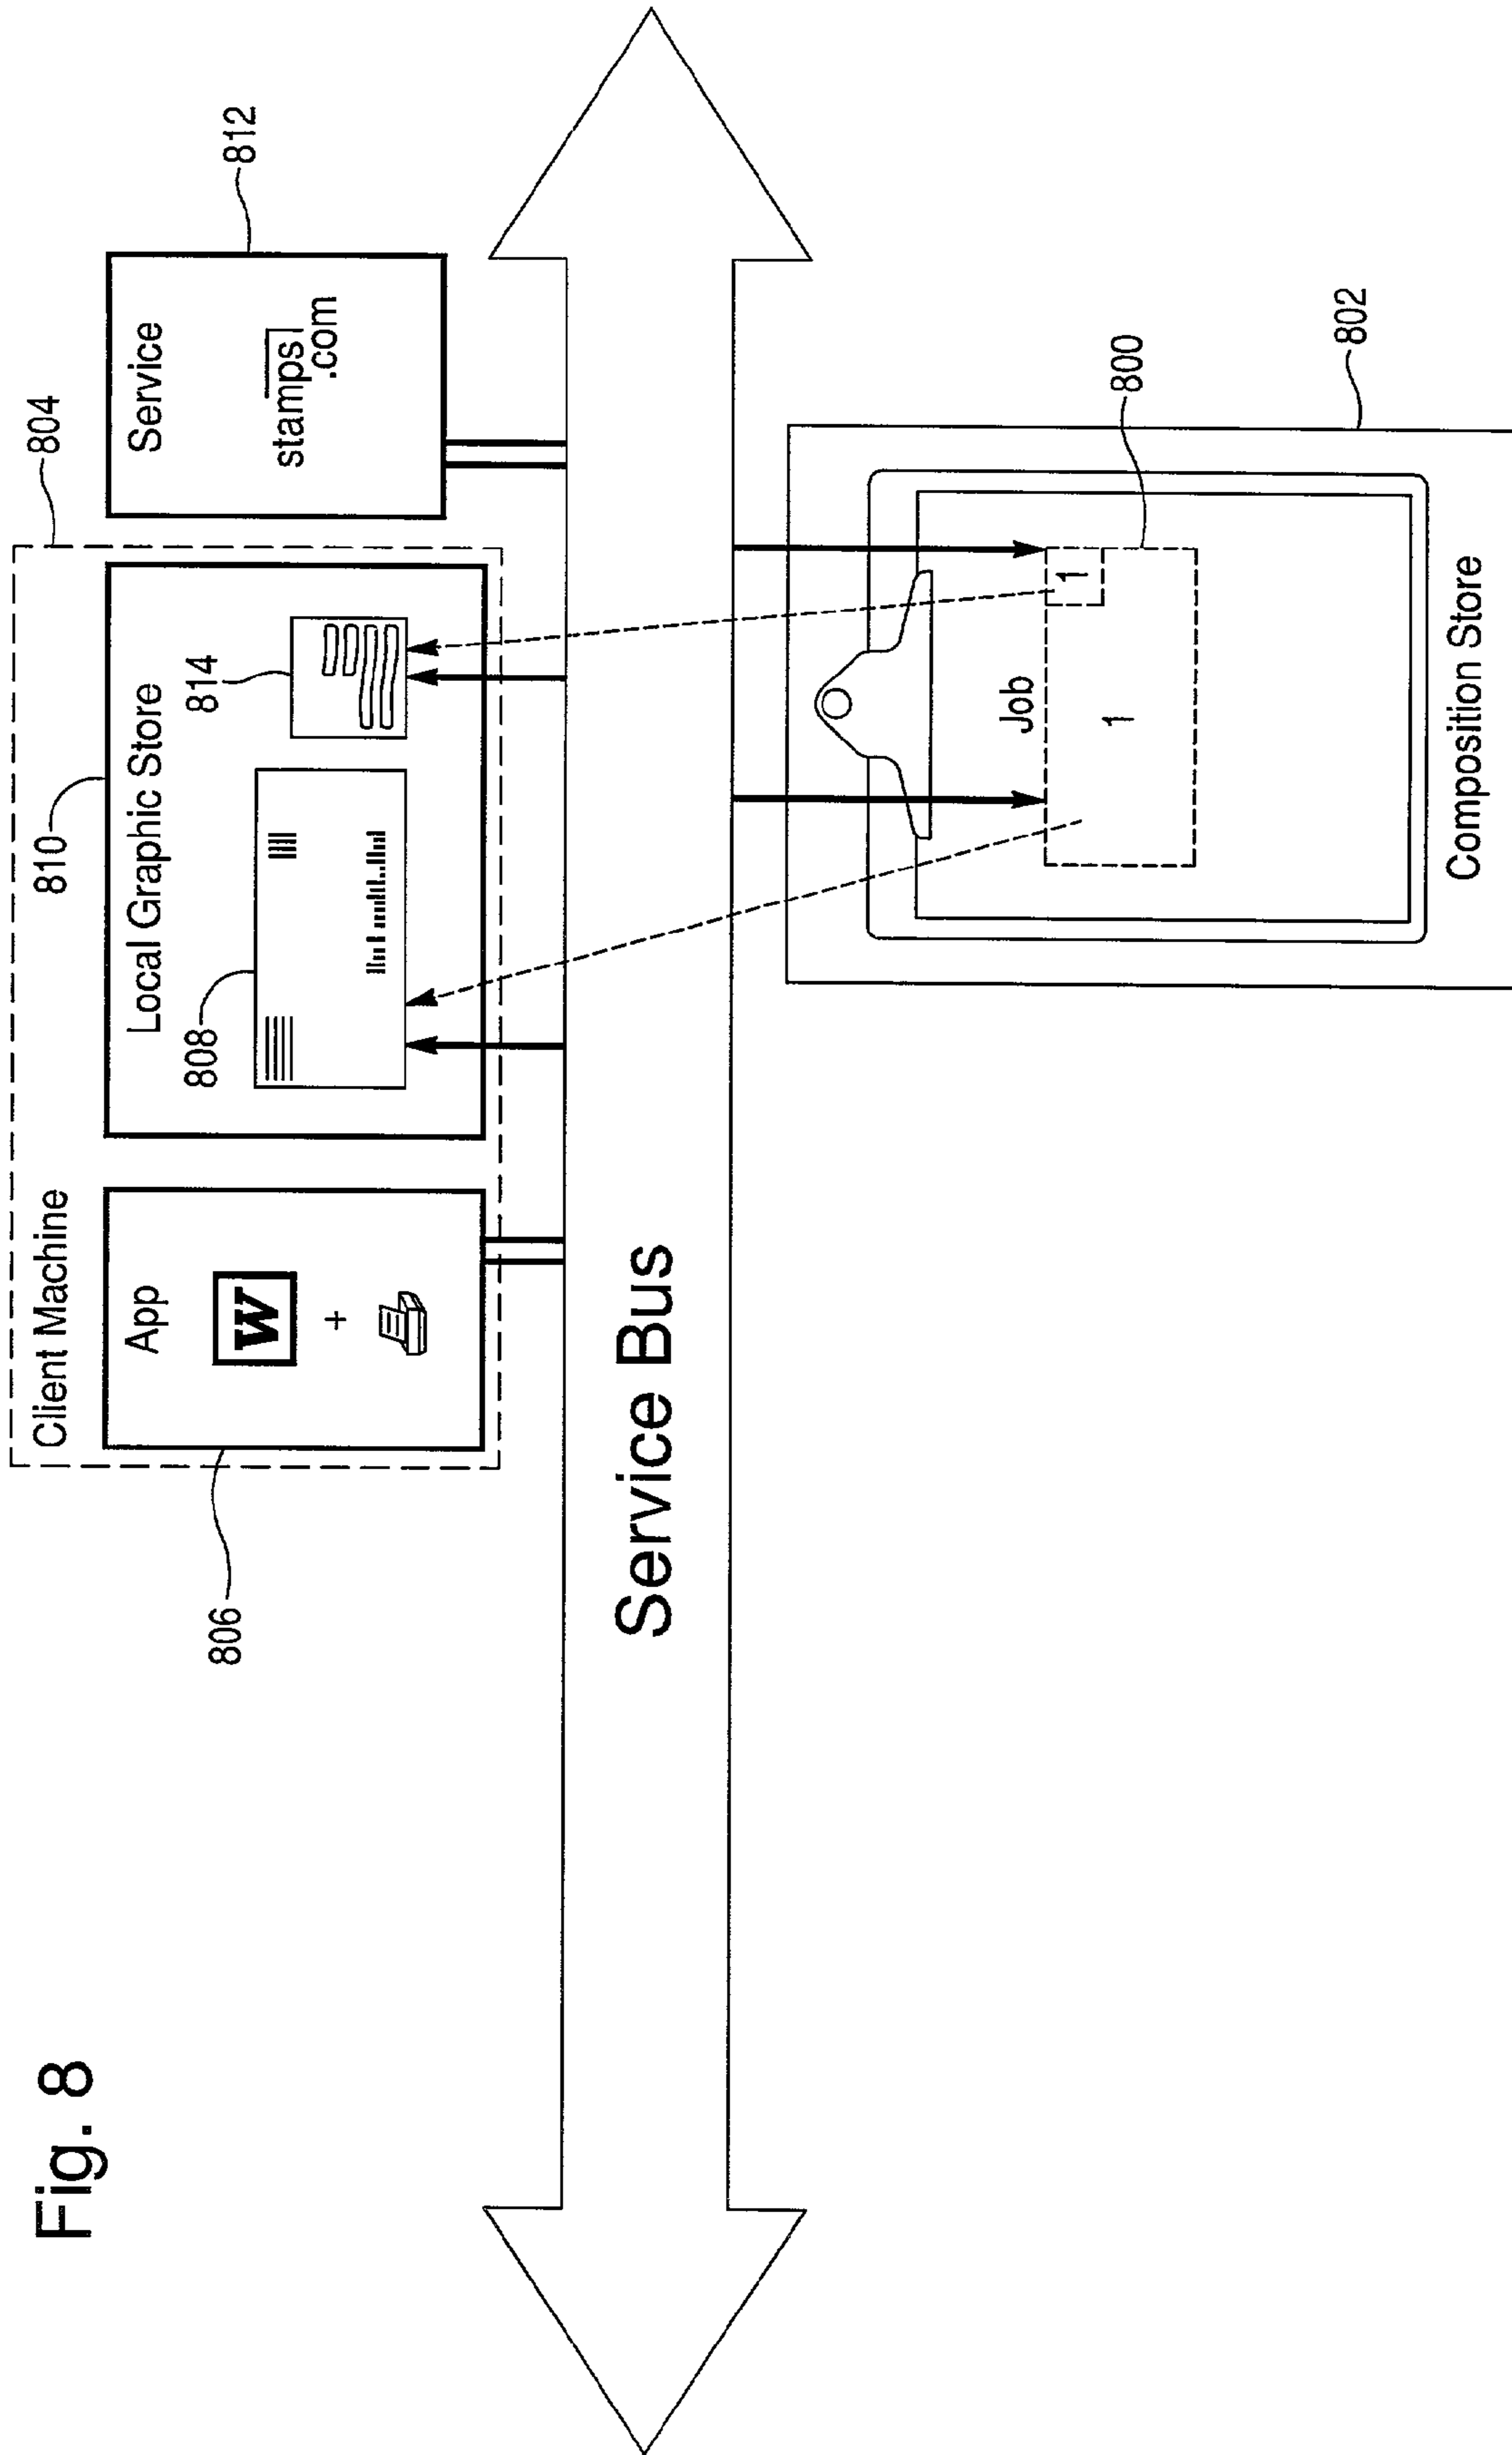 Fig. 8
804
Client Machine
806
App
W
+
810
Local Graphic Store
808
814
812
Service
stamps
.com
Service Bus
800
Job
1
1
802
Composition Store